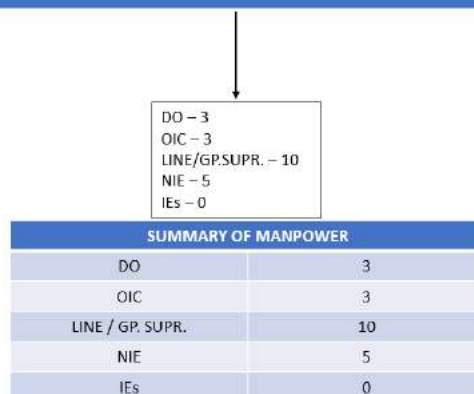 DO – 3
OIC – 3
LINE/GP.SUPR. – 10
NIE – 5
IEs – 0
SUMMARY OF MANPOWER
DO 3
OIC 3
LINE / GP. SUPR. 10
NIE 5
IEs 0